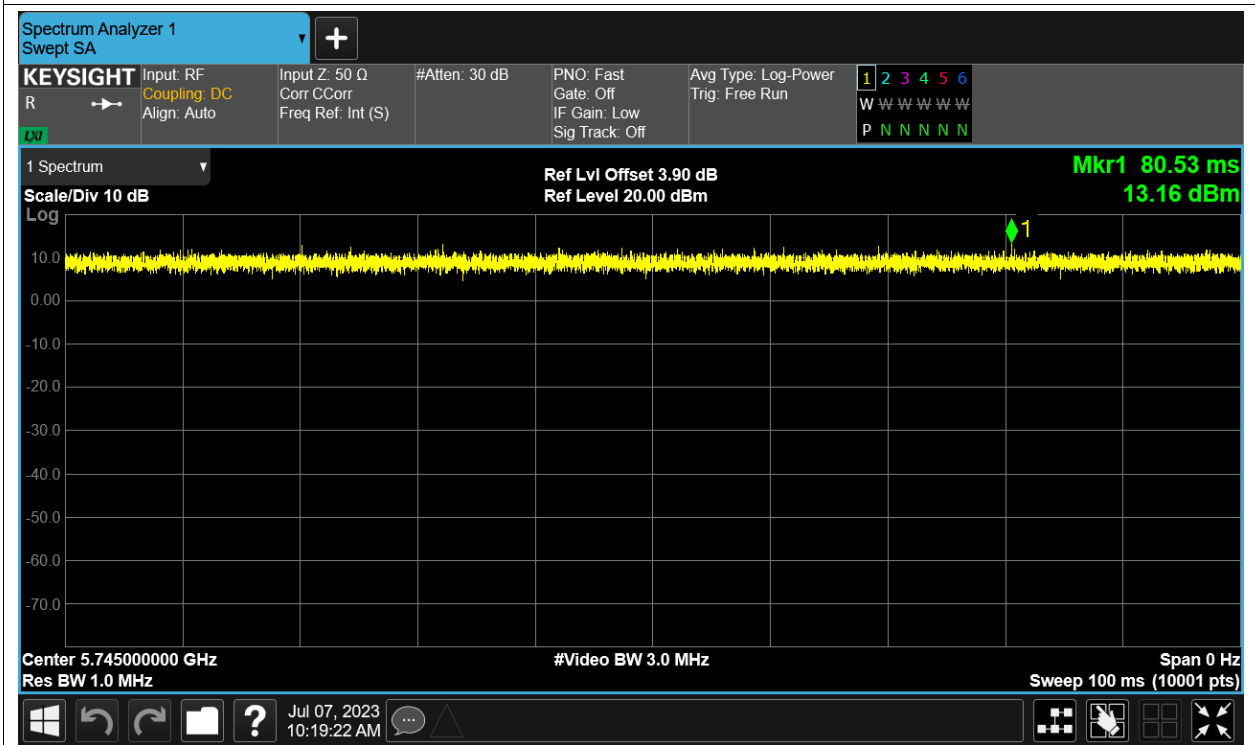 Spectrum Analyzer 1
Swept SA
KEYSIGHT
R
LXI
Input: RF
Coupling: DC
Align: Auto
Input Z: 50 Ω
Corr CCorr
Freq Ref: Int (S)
#Atten: 30 dB
PNO: Fast
Gate: Off
IF Gain: Low
Sig Track: Off
Avg Type: Log-Power
Trig: Free Run
1 2 3 4 5 6
W W W W W W
P N N N N N
1 Spectrum
Scale/Div 10 dB
Log
Ref Lvl Offset 3.90 dB
Ref Level 20.00 dBm
Mkr1 80.53 ms
13.16 dBm
1
10.0
0.00
-10.0
-20.0
-30.0
-40.0
-50.0
-60.0
-70.0
Center 5.745000000 GHz
Res BW 1.0 MHz
#Video BW 3.0 MHz
Span 0 Hz
Sweep 100 ms (10001 pts)
?
Jul 07, 2023
10:19:22 AM